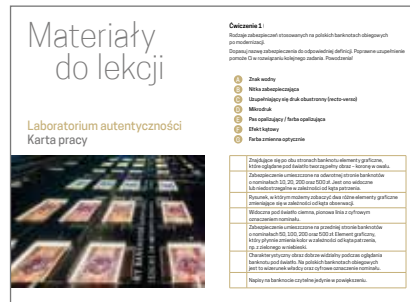 Materiały
do lekcji
Laboratorium autentyczności
Karta pracy
Ćwiczenie 1
Rodzaje zabezpieczeń stosowanych na polskich banknotach obiegowych
po modernizacji.
Dopasuj nazwę zabezpieczenia do odpowiedniej definicji. Poprawne uzupełnienie
pomoże Ci w rozwiązaniu kolejnego zadania. Powodzenia!
A Znak wodny
B Nitka zabezpieczająca
C Uzupełniający się druk obustronny (recto-verso)
D Mikrodruk
E Pas opalizujący / farba opalizująca
F Efekt kątowy
G Farba zmienna optycznie
Znajdujące się po obu stronach banknotu elementy graficzne,
które oglądane pod światło tworzą pełny obraz – koronę w owalu.
Zabezpieczenie umieszczone na odwrotnej stronie banknotów
o nominałach 10, 20, 200 oraz 500 zł. Jest ono widoczne
lub niedostrzegalne w zależności od kąta patrzenia.
Rysunek, w którym możemy zobaczyć dwa różne elementy graficzne
zmieniające się w zależności od kąta obserwacji.
Widoczna pod światło ciemna, pionowa linia z cyfrowym
oznaczeniem nominału.
Zabezpieczenie umieszczone na przedniej stronie banknotów
o nominałach 50, 100, 200 oraz 500 zł. Element graficzny,
który płynnie zmienia kolor w zależności od kąta patrzenia,
np. z zielonego w niebieski.
Charakterystyczny obraz dobrze widzialny podczas oglądania
banknotu pod światło. Na polskich banknotach obiegowych
jest to wizerunek władcy oraz cyfrowe oznaczenie nominału.
Napisy na banknocie czytelne jedynie w powiększeniu.